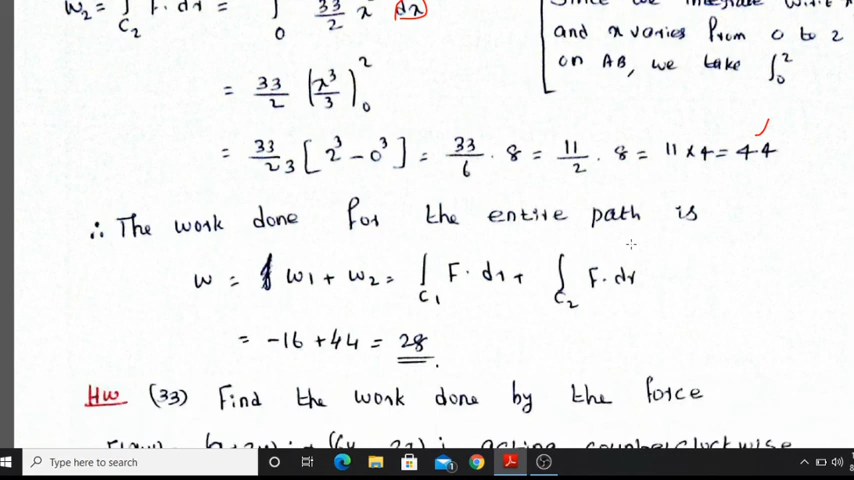 W₂ = ∫ F. dr = ∫ 33/2 x² dx
C₂ 0
= 33/2 (x³/3)₀²
= 33/2·3 [2³ - 0³] = 33/6 · 8 = 11/2 · 8 = 11 x 4 = 44
and x varies from 0 to 2
on AB, we take ∫₀²
∴ The work done for the entire path is
W = W1 + W2 = ∫C₁ F. dr + ∫C₂ F. dr
= -16 + 44 = 28.
HW (33) Find the work done by the force
acting counterclockwise
Type here to search